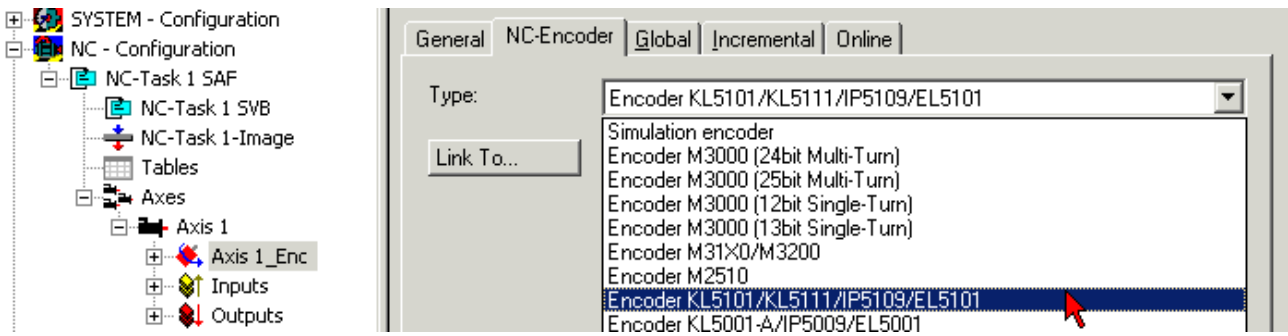 SYSTEM - Configuration
NC - Configuration
NC-Task 1 SAF
NC-Task 1 SVB
NC-Task 1-Image
Tables
Axes
Axis 1
Axis 1_Enc
Inputs
Outputs
General NC-Encoder Global Incremental Online
Type: Encoder KL5101/KL5111/IP5109/EL5101
Link To...
Simulation encoder
Encoder M3000 (24bit Multi-Turn)
Encoder M3000 (25bit Multi-Turn)
Encoder M3000 (12bit Single-Turn)
Encoder M3000 (13bit Single-Turn)
Encoder M31X0/M3200
Encoder M2510
Encoder KL5101/KL5111/IP5109/EL5101
Encoder KL5001-A/IP5009/EL5001